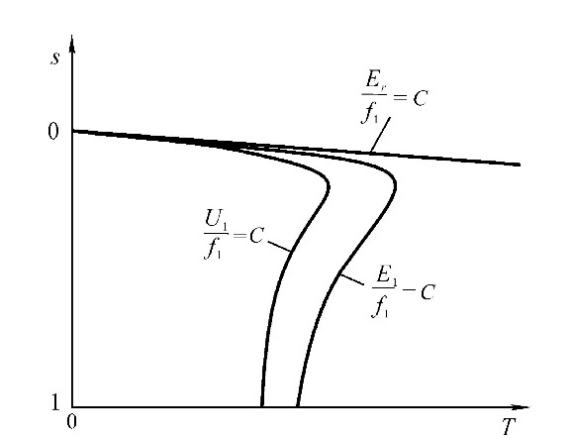 s
E_r/f_1 = C
0
U_1/f_1 = C
E_1/f_1 - C
1
0
T